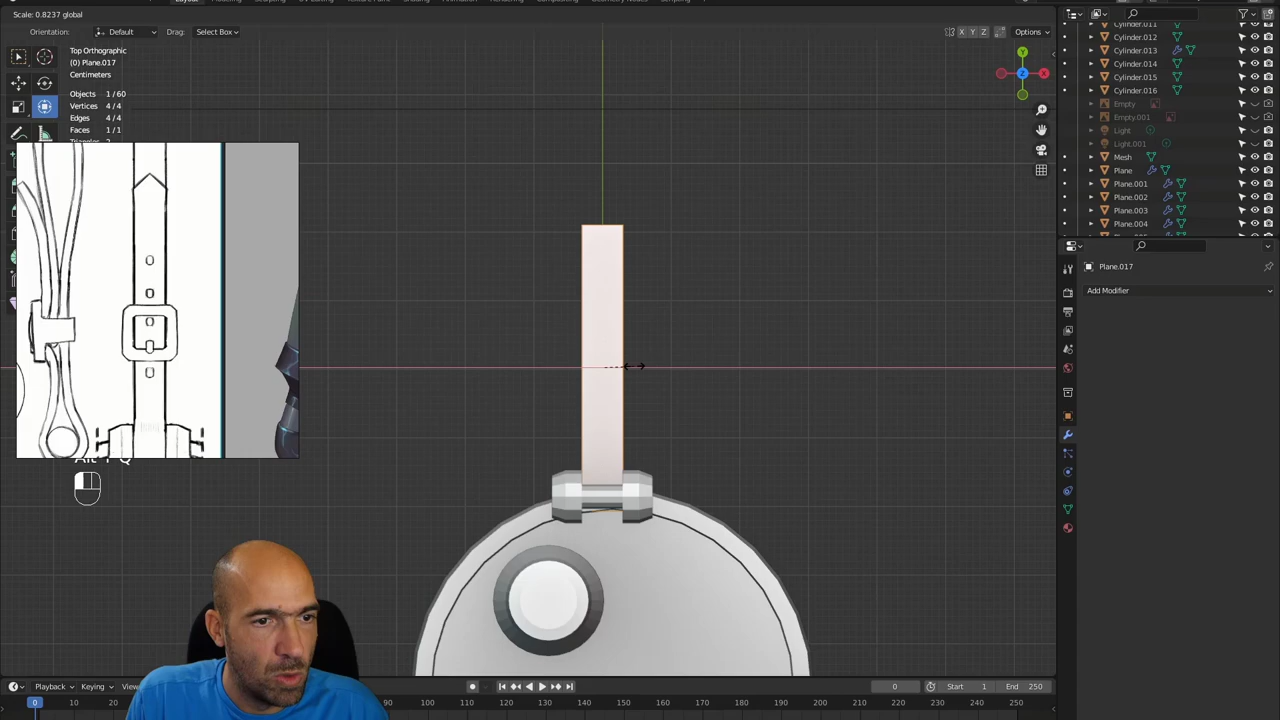 Scale: 0.8237 global
Orientation: Default Drag: Select Box X Y Z Options
Top Orthographic
(0) Plane.017
Centimeters
Objects 1/60
Vertices 4/4
Edges 4/4
Faces 1/1
Y
X
Z
Cylinder.012
Cylinder.013
Cylinder.014
Cylinder.015
Cylinder.016
Empty
Empty.001
Light
Light.001
Mesh
Plane
Plane.001
Plane.002
Plane.003
Plane.004
Plane.017
Add Modifier
Playback Keying View 0 Start 1 End 250
0 10 20 30 40 100 110 120 130 140 150 160 170 180 190 200 210 220 230 240 250